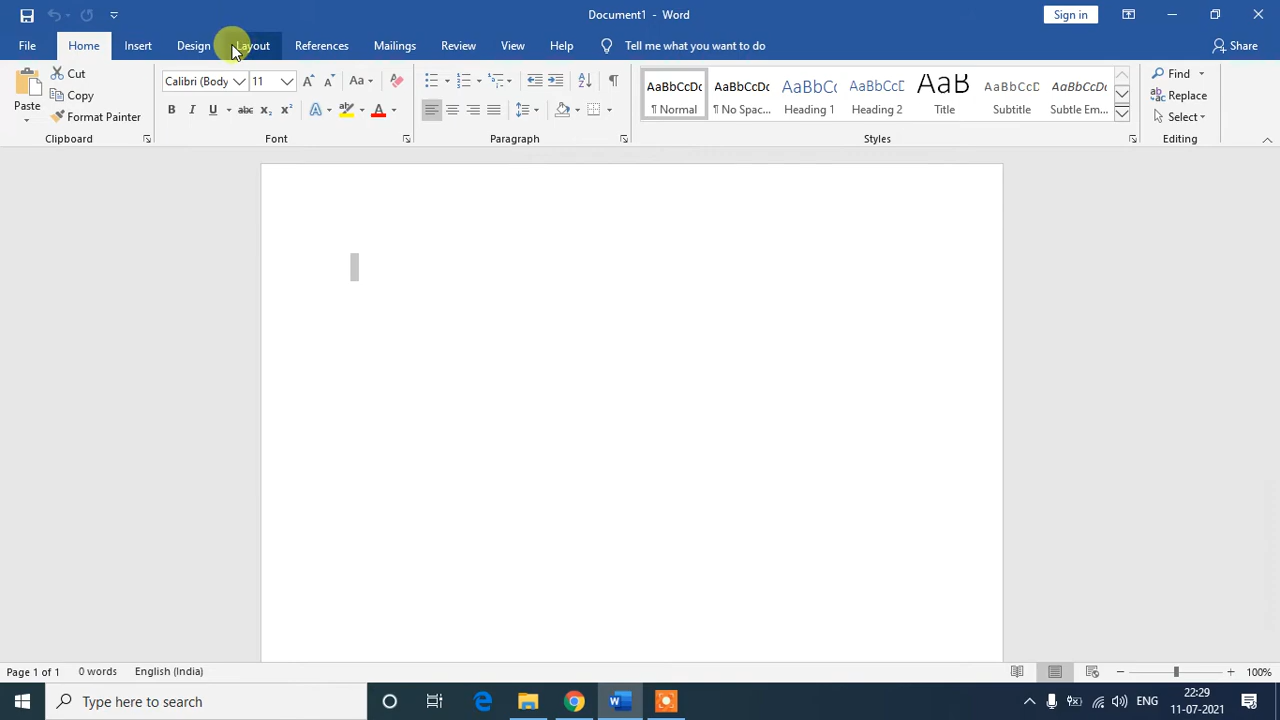 Document1 - Word
Sign in
File Home Insert Design Layout References Mailings Review View Help Tell me what you want to do Share
Paste
Cut
Copy
Format Painter
Clipboard
Calibri (Body 11
Aa
B I U abc x₂ x²
A A
Font
Paragraph
AaBbCcDc AaBbCcDc AaBbCc AaBbCcD AaB AaBbCcD AaBbCcDc
¶ Normal ¶ No Spac... Heading 1 Heading 2 Title Subtitle Subtle Em...
Styles
Find
Replace
Select
Editing
Page 1 of 1 0 words English (India) 100%
Type here to search
ENG
22:29
11-07-2021